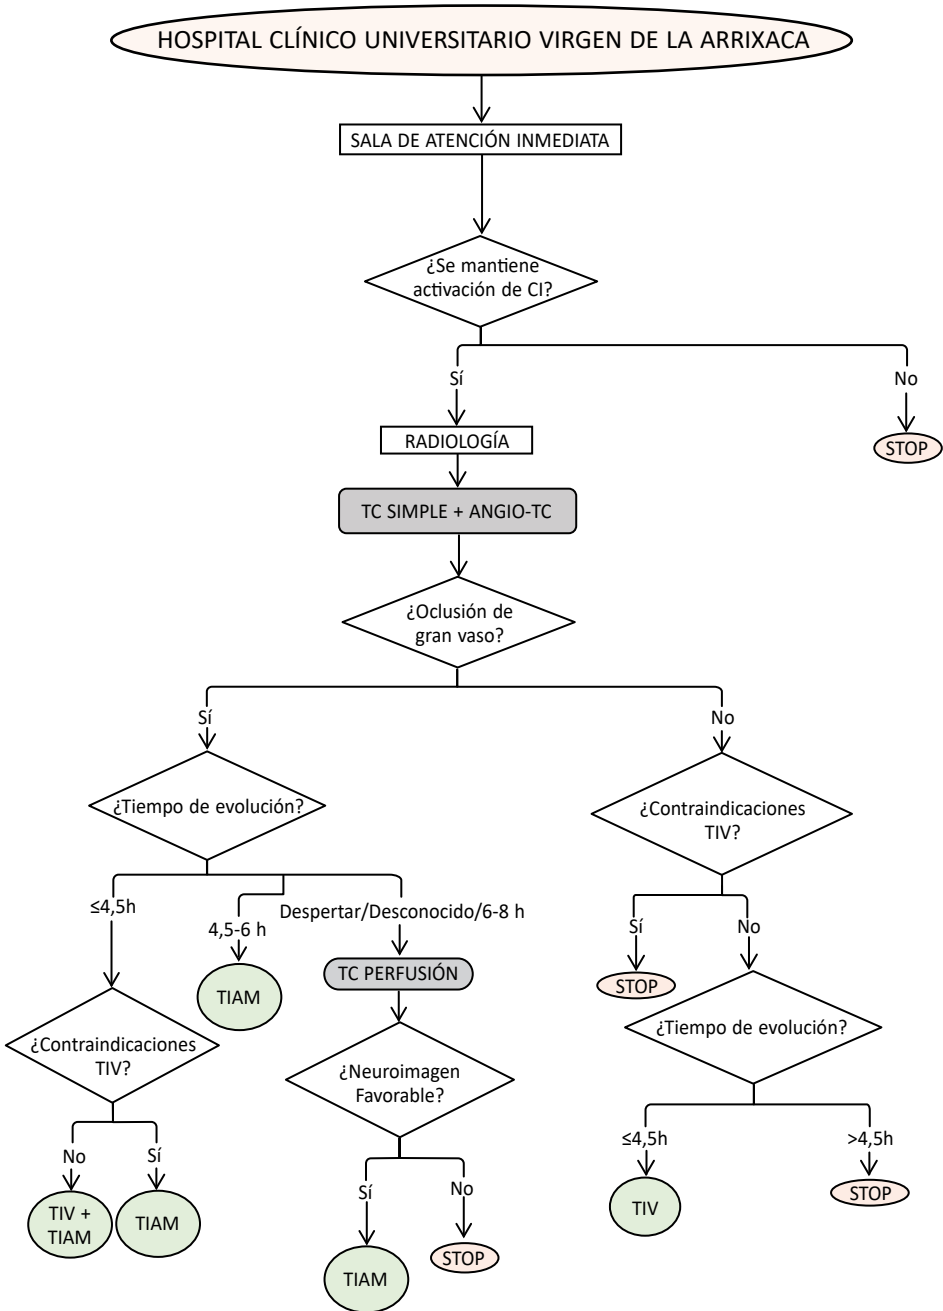 HOSPITAL CLÍNICO UNIVERSITARIO VIRGEN DE LA ARRIXACA
SALA DE ATENCIÓN INMEDIATA
¿Se mantiene
activación de CI?
Sí
No
RADIOLOGÍA
STOP
TC SIMPLE + ANGIO-TC
¿Oclusión de
gran vaso?
Sí
No
¿Tiempo de evolución?
¿Contraindicaciones
TIV?
≤4,5h
4,5-6 h
Despertar/Desconocido/6-8 h
Sí
No
TIAM
TC PERFUSIÓN
STOP
¿Contraindicaciones
TIV?
¿Neuroimagen
Favorable?
¿Tiempo de evolución?
No
Sí
≤4,5h
>4,5h
TIV +
TIAM
TIAM
Sí
No
TIV
STOP
TIAM
STOP